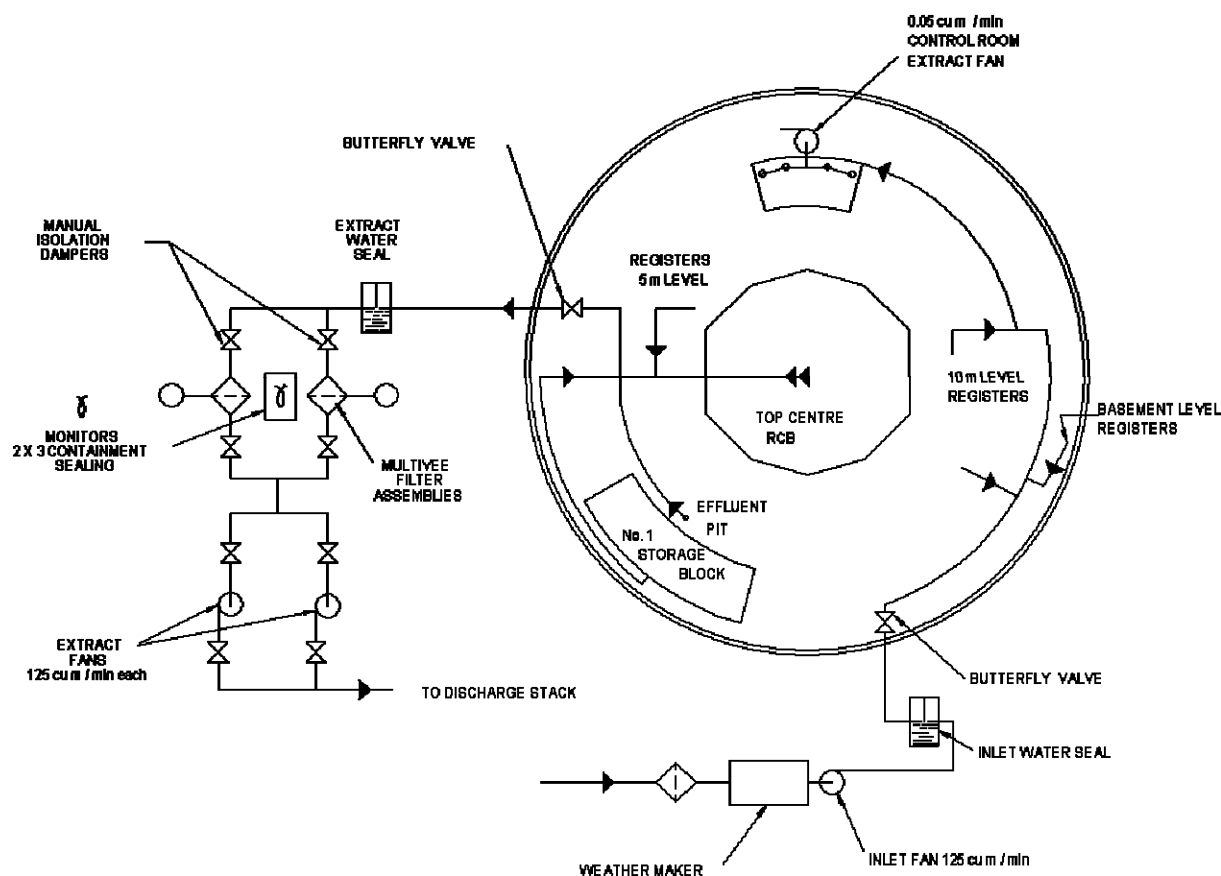 0.05 cu m / min
CONTROL ROOM
EXTRACT FAN
BUTTERFLY VALVE
MANUAL
ISOLATION
DAMPERS
EXTRACT
WATER
SEAL
REGISTERS
5 m LEVEL
10 m LEVEL
REGISTERS
BASEMENT LEVEL
REGISTERS
TOP CENTRE
RCB
γ
γ
MONITORS
2 X 3 CONTAINMENT
SEALING
MULTIVEE
FILTER
ASSEMBLIES
EFFLUENT
PIT
No. 1
STORAGE
BLOCK
EXTRACT
FANS
125 cu m / min each
TO DISCHARGE STACK
BUTTERFLY VALVE
INLET WATER SEAL
WEATHER MAKER
INLET FAN 125 cu m / min